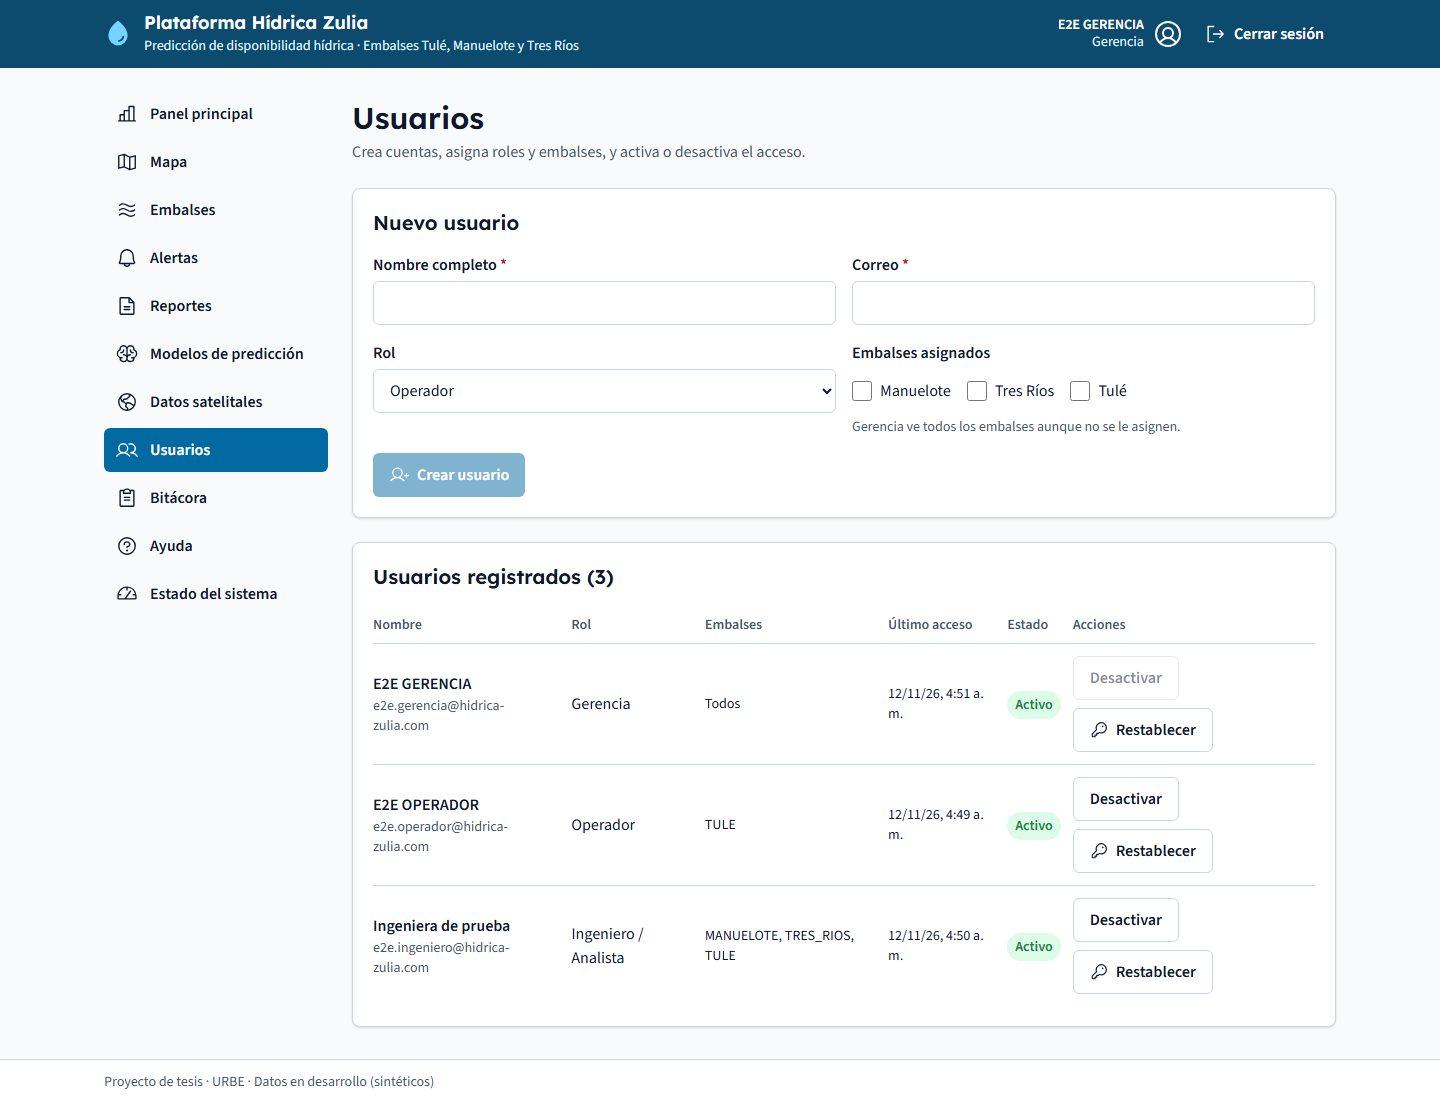 Plataforma Hídrica Zulia
Predicción de disponibilidad hídrica · Embalses Tulé, Manuelote y Tres Ríos
E2E GERENCIA
Gerencia
Cerrar sesión
Panel principal
Mapa
Embalses
Alertas
Reportes
Modelos de predicción
Datos satelitales
Usuarios
Bitácora
Ayuda
Estado del sistema
Usuarios
Crea cuentas, asigna roles y embalses, y activa o desactiva el acceso.
Nuevo usuario
Nombre completo *
Correo *
Rol
Operador
Embalses asignados
Manuelote Tres Ríos Tulé
Gerencia ve todos los embalses aunque no se le asignen.
Crear usuario
Usuarios registrados (3)
Nombre Rol Embalses Último acceso Estado Acciones
E2E GERENCIA
e2e.gerencia@hidrica-
zulia.com
Gerencia
Todos
12/11/26, 4:51 a.
m.
Activo
Desactivar
Restablecer
E2E OPERADOR
e2e.operador@hidrica-
zulia.com
Operador
TULE
12/11/26, 4:49 a.
m.
Activo
Desactivar
Restablecer
Ingeniera de prueba
e2e.ingeniero@hidrica-
zulia.com
Ingeniero /
Analista
MANUELOTE, TRES_RIOS,
TULE
12/11/26, 4:50 a.
m.
Activo
Desactivar
Restablecer
Proyecto de tesis · URBE · Datos en desarrollo (sintéticos)